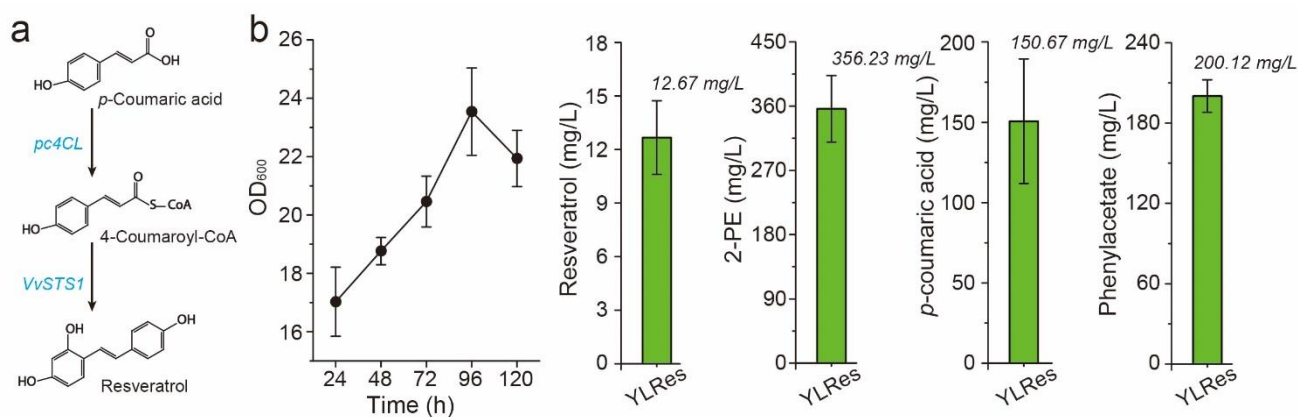 a
O
OH
HO
p-Coumaric acid
pc4CL
O
S—CoA
HO
4-Coumaroyl-CoA
VvSTS1
OH
OH
HO
Resveratrol
b
OD600
26
24
22
20
18
16
24 48 72 96 120
Time (h)
Resveratrol (mg/L)
18
15
12
9
6
3
0
12.67 mg/L
YLRes
2-PE (mg/L)
450
360
270
180
90
0
356.23 mg/L
YLRes
p-coumaric acid (mg/L)
200
150
100
50
0
150.67 mg/L
YLRes
Phenylacetate (mg/L)
240
180
120
60
0
200.12 mg/L
YLRes